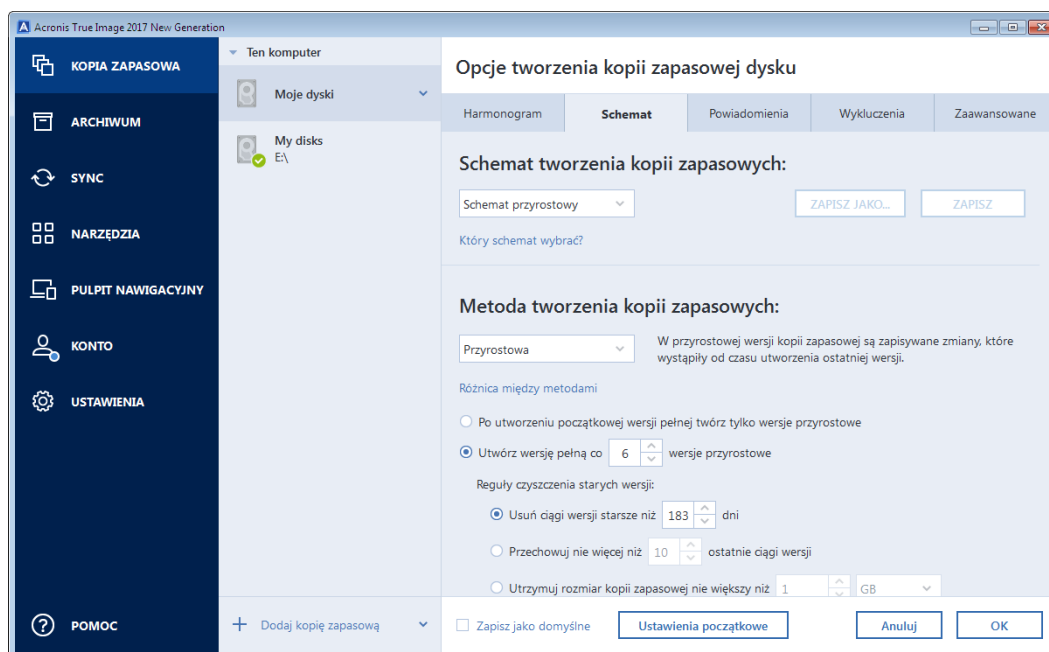 Acronis True Image 2017 New Generation
KOPIA ZAPASOWA
ARCHIWUM
SYNC
NARZĘDZIA
PULPIT NAWIGACYJNY
KONTO
USTAWIENIA
POMOC
Ten komputer
Moje dyski
My disks
E:\
Dodaj kopię zapasową
Opcje tworzenia kopii zapasowej dysku
Harmonogram
Schemat
Powiadomienia
Wykluczenia
Zaawansowane
Schemat tworzenia kopii zapasowych:
Schemat przyrostowy
ZAPISZ JAKO...
ZAPISZ
Który schemat wybrać?
Metoda tworzenia kopii zapasowych:
Przyrostowa
W przyrostowej wersji kopii zapasowej są zapisywane zmiany, które
wystąpiły od czasu utworzenia ostatniej wersji.
Różnica między metodami
Po utworzeniu początkowej wersji pełnej twórz tylko wersje przyrostowe
Utwórz wersję pełną co 6 wersje przyrostowe
Reguły czyszczenia starych wersji:
Usuń ciągi wersji starsze niż 183 dni
Przechowuj nie więcej niż 10 ostatnie ciągi wersji
Utrzymuj rozmiar kopii zapasowej nie większy niż 1 GB
Zapisz jako domyślne
Ustawienia początkowe
Anuluj
OK